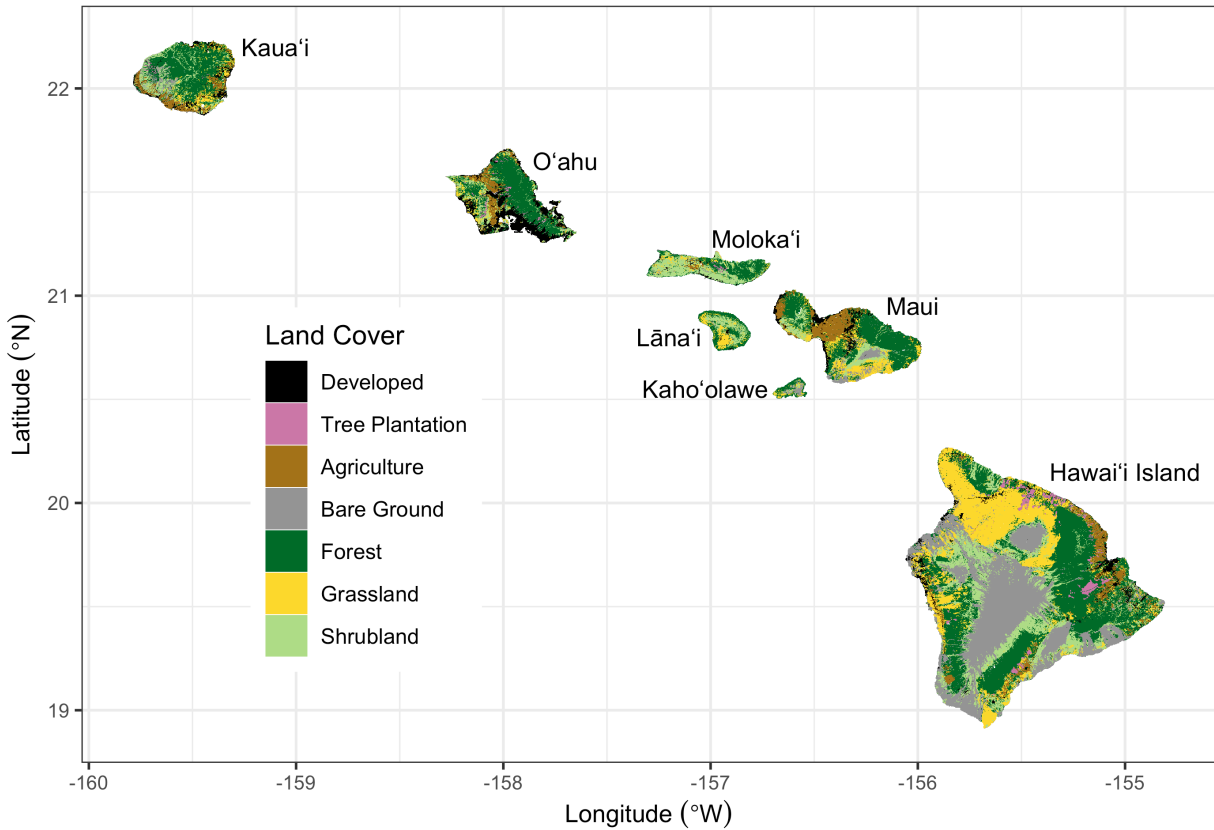 Kauaʻi
Oʻahu
Molokaʻi
Maui
Lānaʻi
Kahoʻolawe
Hawaiʻi Island
Land Cover
Developed
Tree Plantation
Agriculture
Bare Ground
Forest
Grassland
Shrubland
22
21
20
19
-160
-159
-158
-157
-156
-155
Latitude (°N)
Longitude (°W)